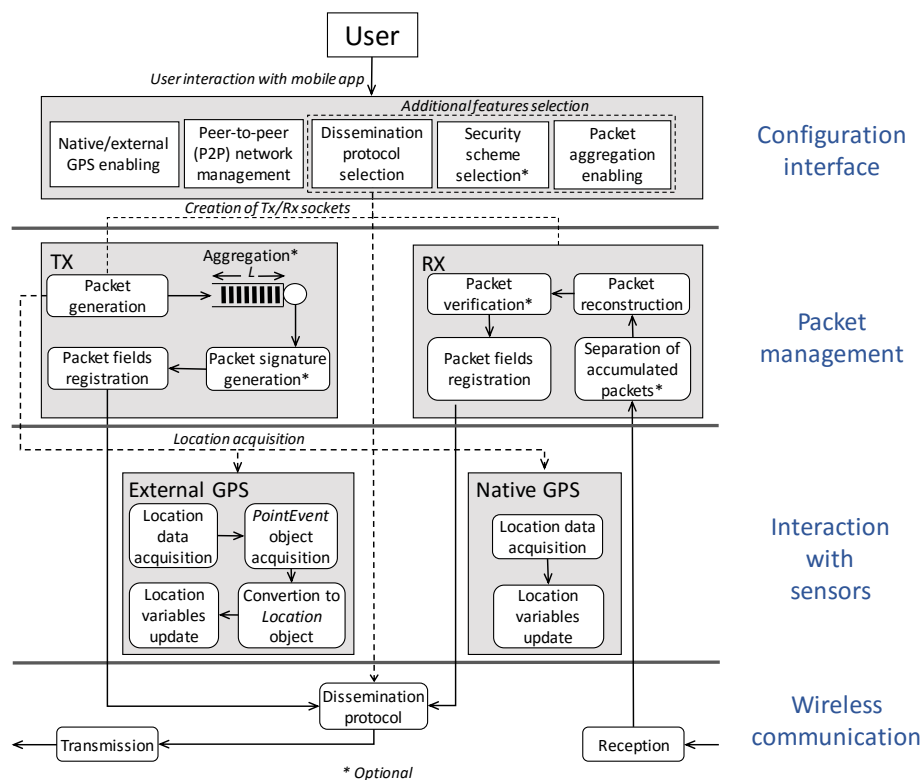 User
User interaction with mobile app
Additional features selection
Native/external
GPS enabling
Peer-to-peer
(P2P) network
management
Dissemination
protocol
selection
Security
scheme
selection*
Packet
aggregation
enabling
Configuration
interface
Creation of Tx/Rx sockets
TX
Aggregation*
L
Packet
generation
Packet fields
registration
Packet signature
generation*
RX
Packet
verification*
Packet
reconstruction
Packet fields
registration
Separation of
accumulated
packets*
Packet
management
Location acquisition
External GPS
Location
data
acquisition
PointEvent
object
acquisition
Location
variables
update
Convertion to
Location
object
Native GPS
Location data
acquisition
Location
variables
update
Interaction
with
sensors
Dissemination
protocol
Transmission
Reception
Wireless
communication
* Optional